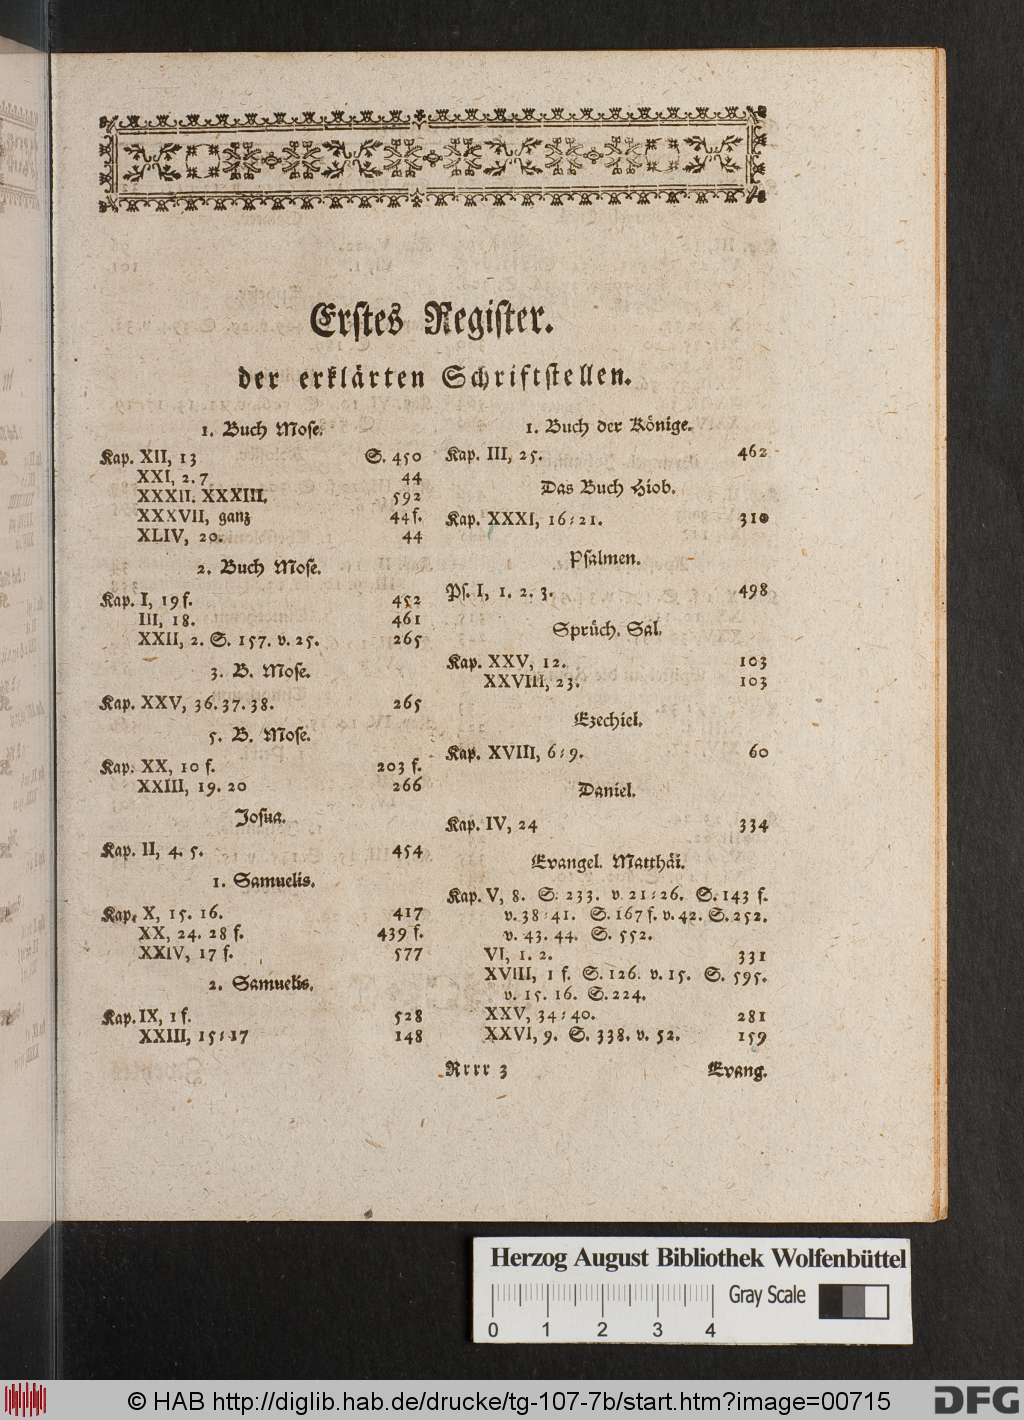 Erſtes Regiſter.
der erklärten Schriftſtellen.
1. Buch Moſe.
Kap. XII, 13 S. 450
XXI, 2. 7 44
XXXII. XXXIII. 592
XXXVII, ganz 44 f.
XLIV, 20. 44
2. Buch Moſe.
Kap. I, 19 f. 452
III, 18. 461
XXII, 2. S. 157. v. 25. 265
3. B. Moſe.
Kap. XXV, 36. 37. 38. 265
5. B. Moſe.
Kap. XX, 10 f. 203 f.
XXIII, 19. 20 266
Joſua.
Kap. II, 4. 5. 454
1. Samuelis.
Kap. X, 15. 16. 417
XX, 24. 28 f. 439 f.
XXIV, 17 f. 577
2. Samuelis.
Kap. IX, 1 f. 528
XXIII, 15⸗17 148
1. Buch der Könige.
Kap. III, 25. 462
Das Buch Hiob.
Kap. XXXI, 16⸗21. 310
Pſalmen.
Pſ. I, 1. 2. 3. 498
Sprüch. Sal.
Kap. XXV, 12. 103
XXVIII, 23. 103
Ezechiel.
Kap. XVIII, 6⸗9. 60
Daniel.
Kap. IV, 24 334
Evangel. Matthäi.
Kap. V, 8. S. 233. v. 21⸗26. S. 143 f.
v. 38⸗41. S. 167 f. v. 42. S. 252.
v. 43. 44. S. 552.
VI, 1. 2. 331
XVIII, 1 f. S. 126. v. 15. S. 595.
v. 15. 16. S. 224.
XXV, 34⸗40. 281
XXVI, 9. S. 338. v. 52. 159
Rrrr 3 Evang.
Herzog August Bibliothek Wolfenbüttel
Gray Scale
0 1 2 3 4
© HAB http://diglib.hab.de/drucke/tg-107-7b/start.htm?image=00715
DFG